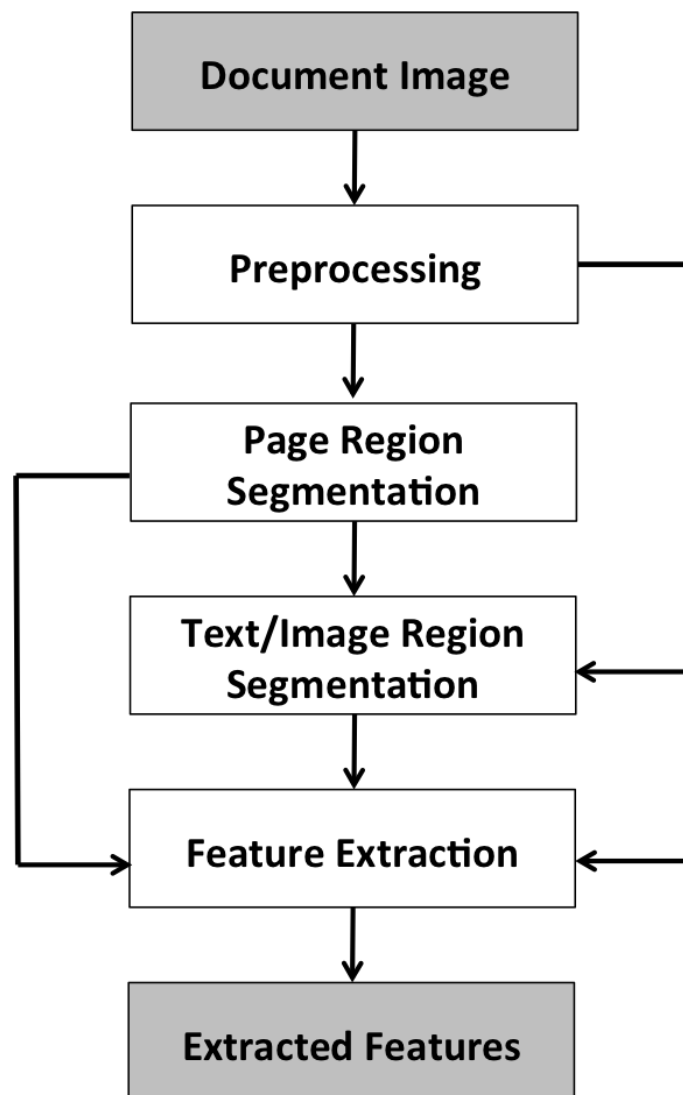 Document Image
Preprocessing
Page Region
Segmentation
Text/Image Region
Segmentation
Feature Extraction
Extracted Features